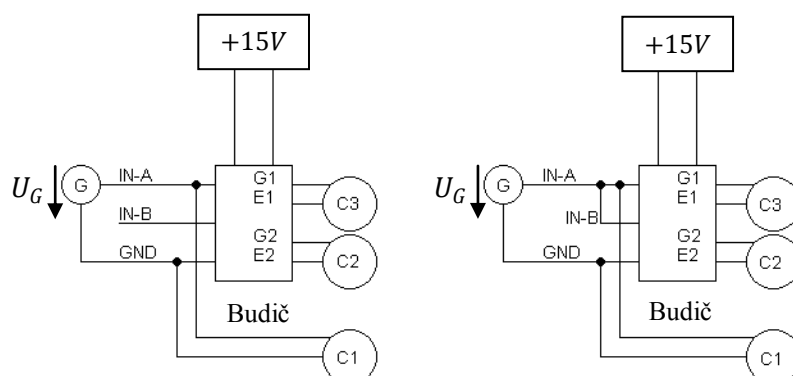 +15V
U_G
G
IN-A
IN-B
GND
G1
E1
G2
E2
C3
C2
Budič
C1
+15V
U_G
G
IN-A
IN-B
GND
G1
E1
G2
E2
C3
C2
Budič
C1